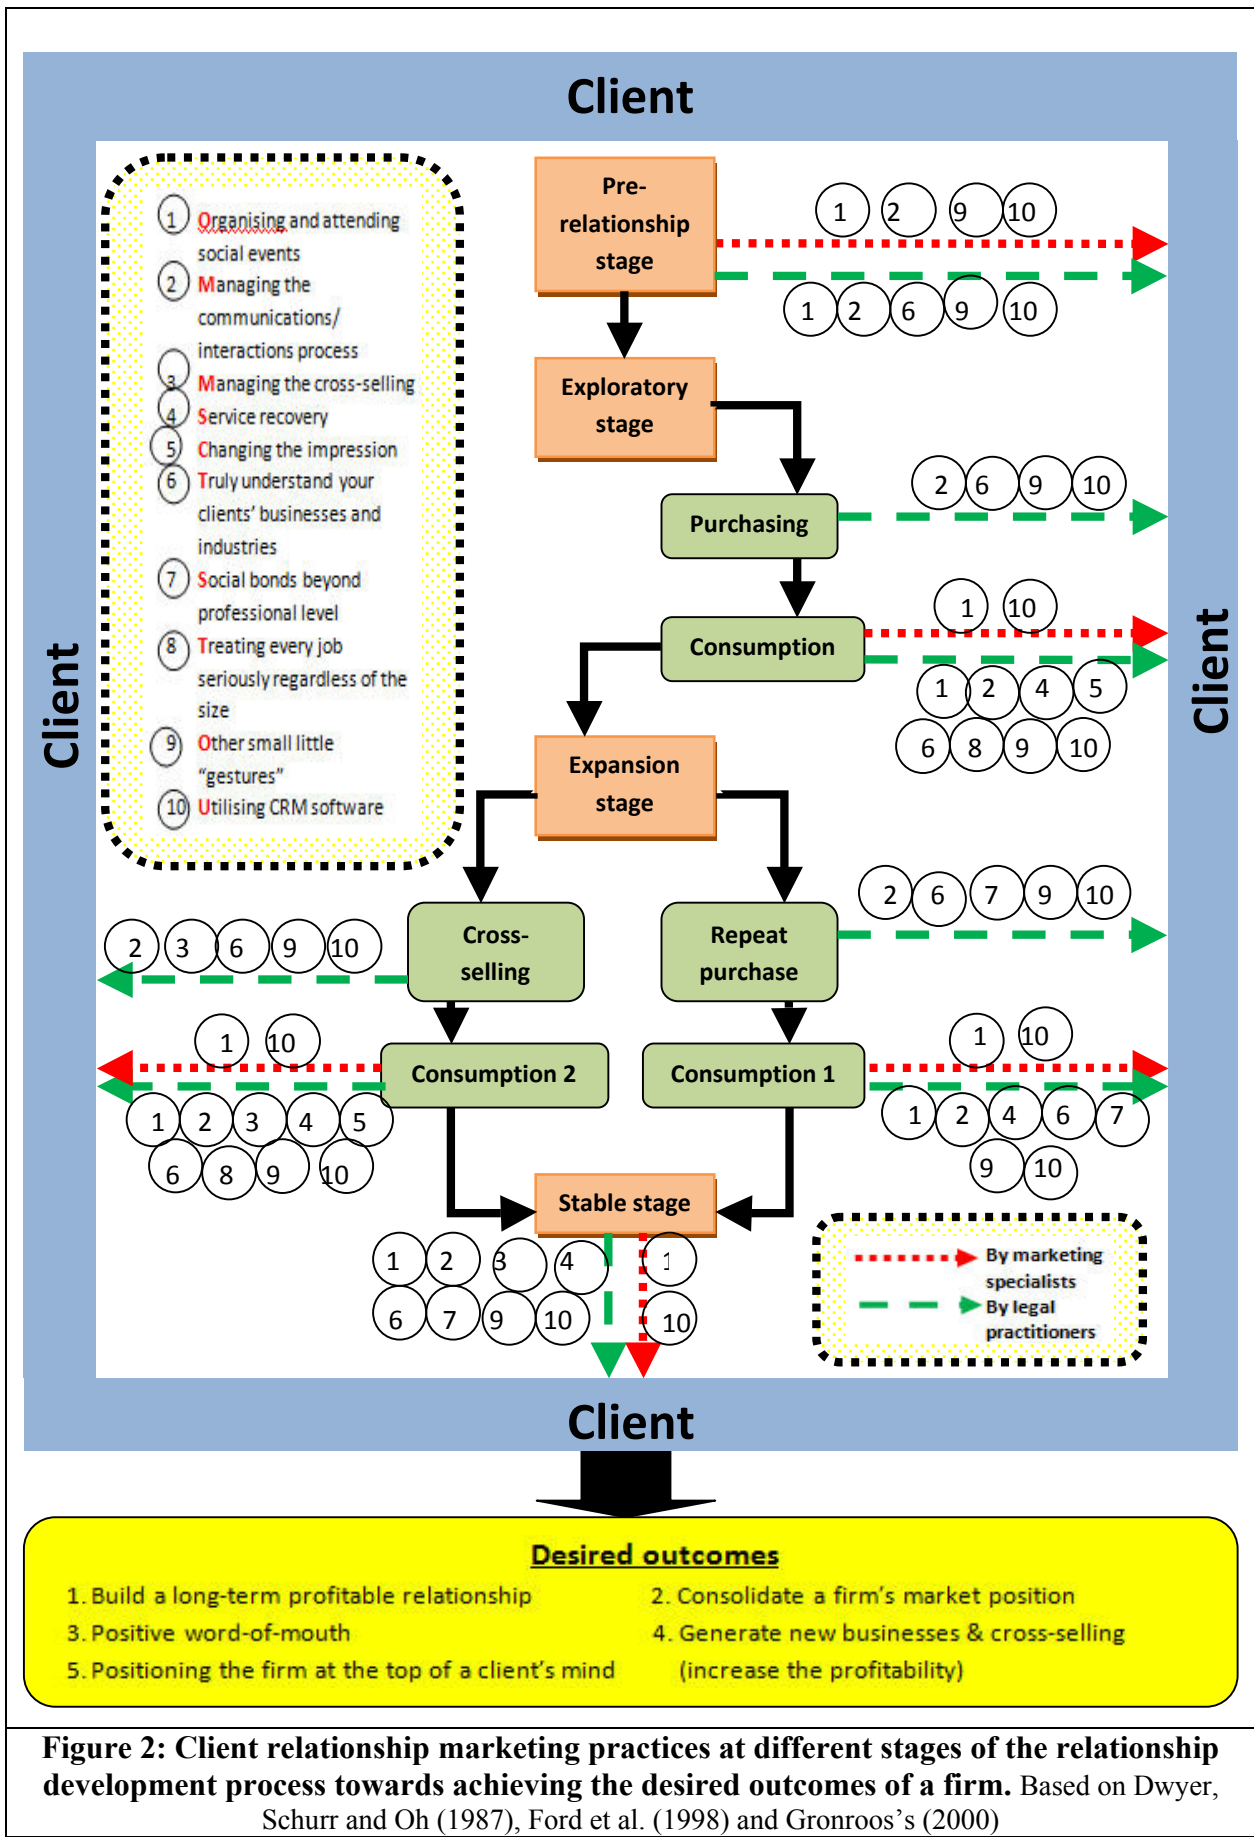 Client
Client
Client
1 Organising and attending
social events
2 Managing the
communications/
interactions process
3 Managing the cross-selling
4 Service recovery
5 Changing the impression
6 Truly understand your
clients' businesses and
industries
7 Social bonds beyond
professional level
8 Treating every job
seriously regardless of the
size
9 Other small little
"gestures"
10 Utilising CRM software
Pre-
relationship
stage
1 2 9 10
1 2 6 9 10
Exploratory
stage
Purchasing
2 6 9 10
Consumption
1 10
1 2 4 5
6 8 9 10
Expansion
stage
Cross-
selling
2 3 6 9 10
Repeat
purchase
2 6 7 9 10
Consumption 2
1 10
1 2 3 4 5
6 8 9 10
Consumption 1
1 10
1 2 4 6 7
9 10
Stable stage
1 2 3 4 1
6 7 9 10 10
By marketing
specialists
By legal
practitioners
Client
Desired outcomes
1. Build a long-term profitable relationship
2. Consolidate a firm's market position
3. Positive word-of-mouth
4. Generate new businesses & cross-selling
(increase the profitability)
5. Positioning the firm at the top of a client's mind
Figure 2: Client relationship marketing practices at different stages of the relationship
development process towards achieving the desired outcomes of a firm. Based on Dwyer,
Schurr and Oh (1987), Ford et al. (1998) and Gronroos's (2000)